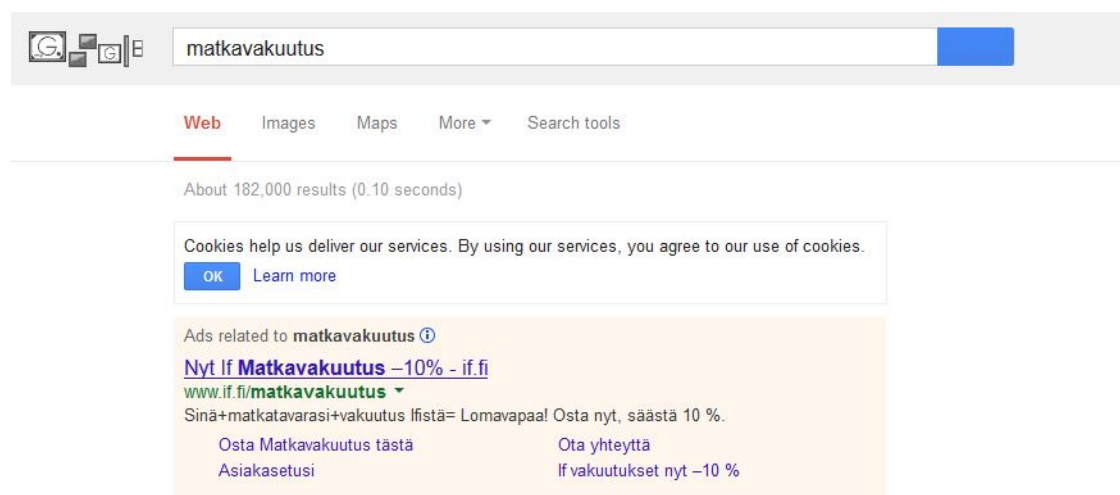 G. G E
matkavakuutus
Web Images Maps More Search tools
About 182,000 results (0.10 seconds)
Cookies help us deliver our services. By using our services, you agree to our use of cookies.
OK Learn more
Ads related to matkavakuutus
Nyt If Matkavakuutus –10% - if.fi
www.if.fi/matkavakuutus
Sinä+matkatavarasi+vakuutus Ifistä= Lomavapaa! Osta nyt, säästä 10 %.
Osta Matkavakuutus tästä Ota yhteyttä
Asiakasetusi If vakuutukset nyt –10 %